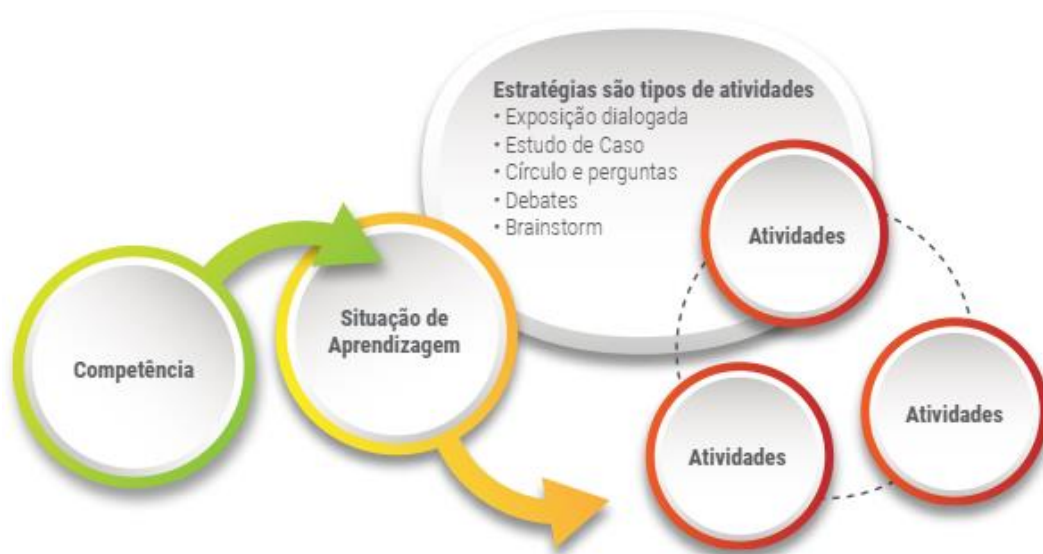 Estratégias são tipos de atividades
• Exposição dialogada
• Estudo de Caso
• Círculo e perguntas
• Debates
• Brainstorm
Competência
Situação de
Aprendizagem
Atividades
Atividades
Atividades